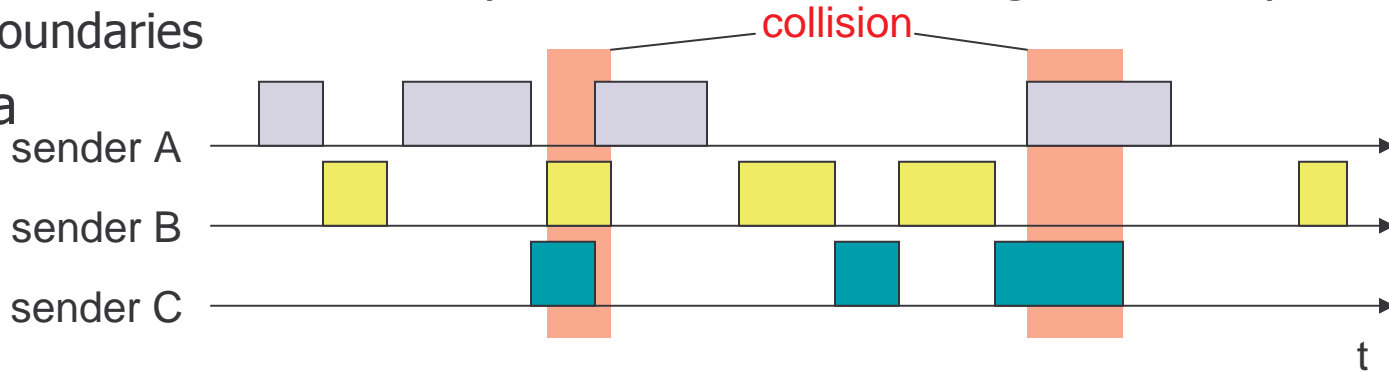 collision
oundaries
a
sender A
sender B
sender C
t